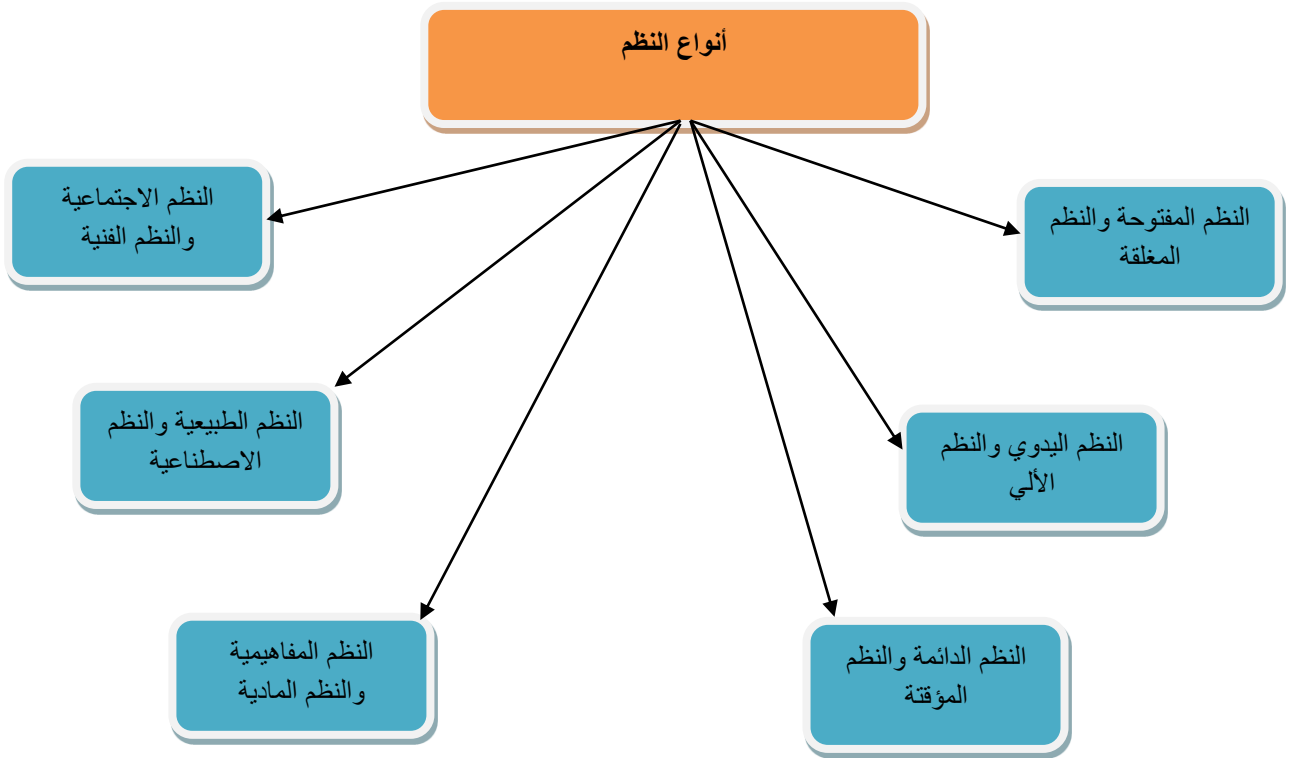 أنواع النظم
النظم المفتوحة والنظم
المغلقة
النظم الاجتماعية
والنظم الفنية
النظم اليدوي والنظم
الألي
النظم الطبيعية والنظم
الاصطناعية
النظم الدائمة والنظم
المؤقتة
النظم المفاهيمية
والنظم المادية